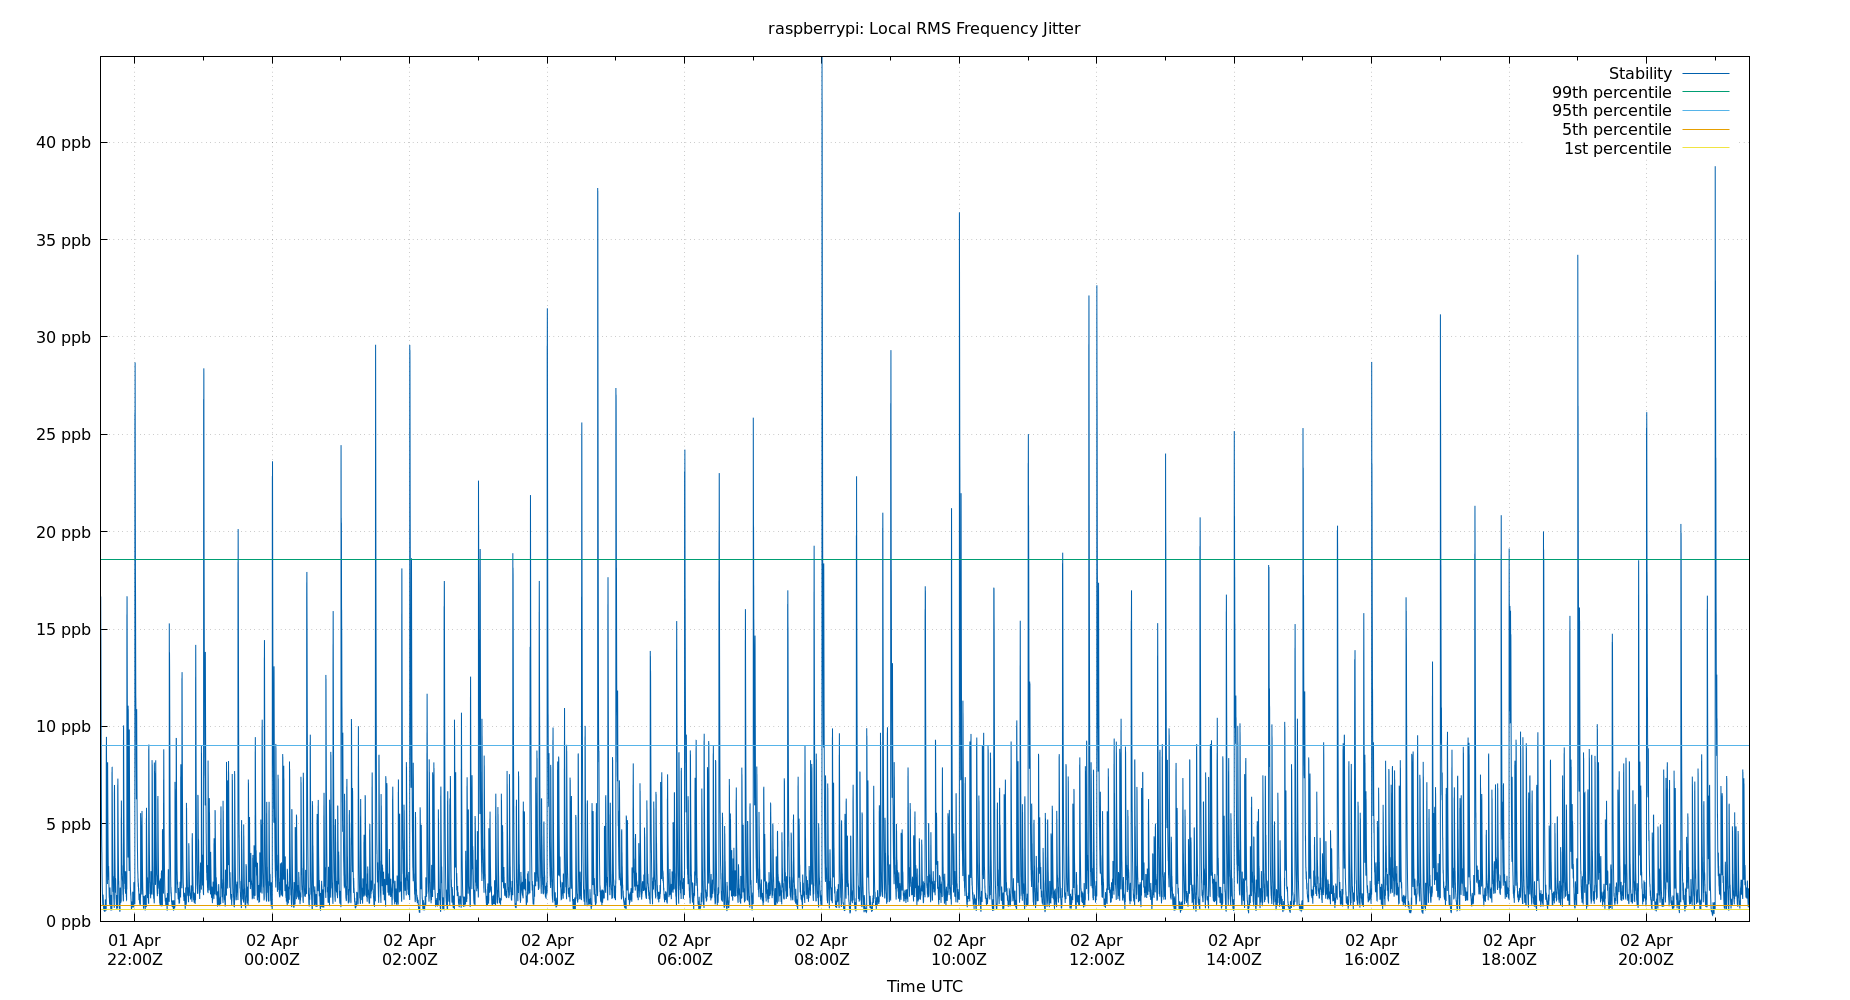 raspberrypi: Local RMS Frequency Jitter
Stability
99th percentile
95th percentile
5th percentile
1st percentile
40 ppb
35 ppb
30 ppb
25 ppb
20 ppb
15 ppb
10 ppb
5 ppb
0 ppb
01 Apr 02 Apr 02 Apr 02 Apr 02 Apr 02 Apr 02 Apr 02 Apr 02 Apr 02 Apr 02 Apr 02 Apr
22:00Z 00:00Z 02:00Z 04:00Z 06:00Z 08:00Z 10:00Z 12:00Z 14:00Z 16:00Z 18:00Z 20:00Z
Time UTC